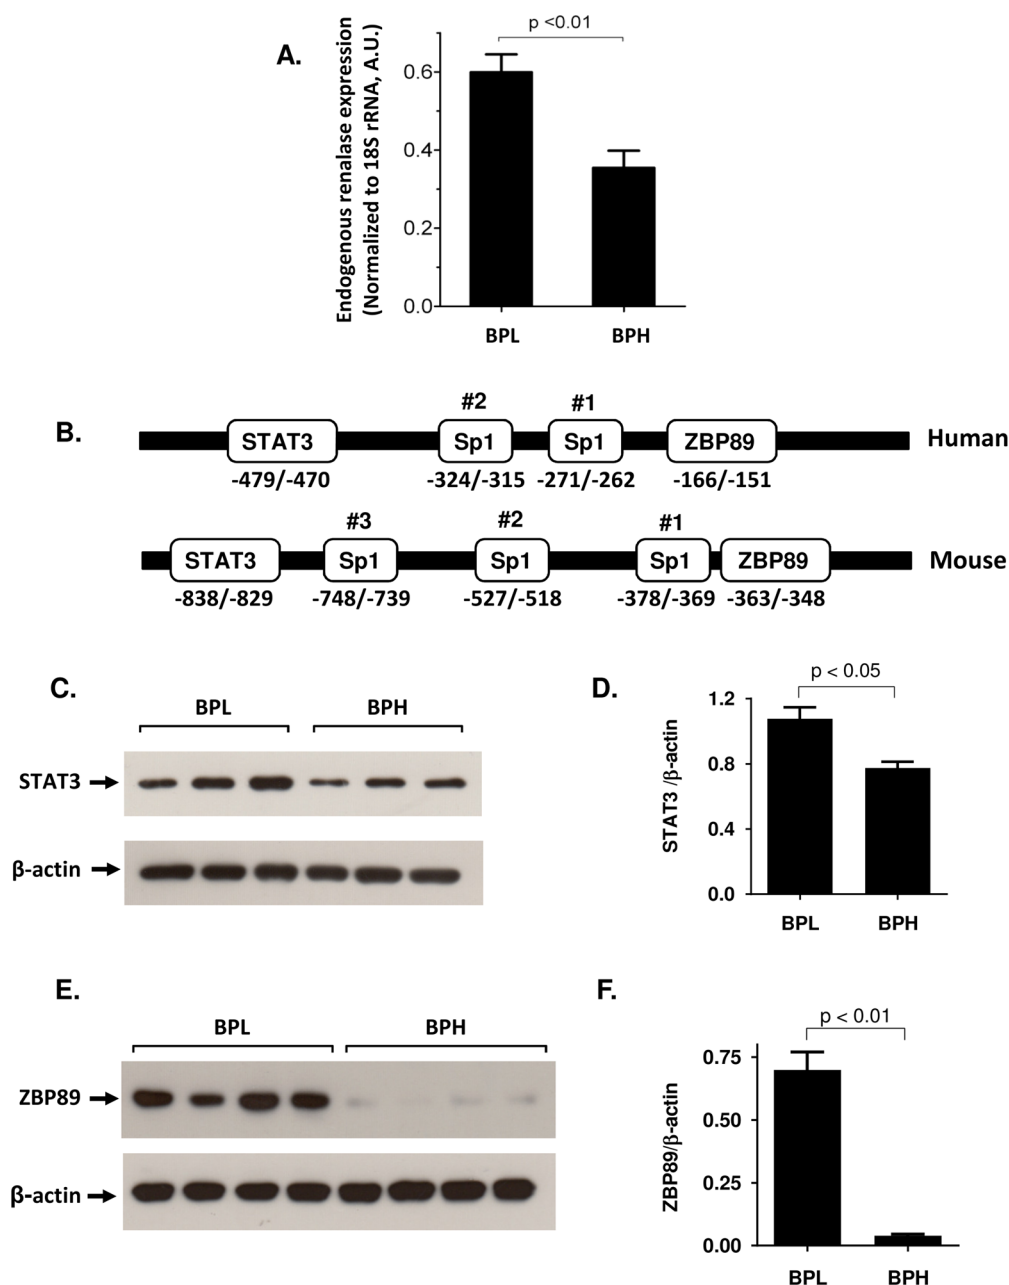 A.
Endogenous renalase expression
(Normalized to 18S rRNA, A.U.)
p <0.01
0.6
0.4
0.2
0.0
BPL BPH
B.
#2 #1
STAT3 Sp1 Sp1 ZBP89 Human
-479/-470 -324/-315 -271/-262 -166/-151
#3 #2 #1
STAT3 Sp1 Sp1 Sp1 ZBP89 Mouse
-838/-829 -748/-739 -527/-518 -378/-369 -363/-348
C.
BPL BPH
STAT3
β-actin
D.
p < 0.05
STAT3 /β-actin
1.2
0.8
0.4
0.0
BPL BPH
E.
BPL BPH
ZBP89
β-actin
F.
p < 0.01
ZBP89/β-actin
0.75
0.50
0.25
0.00
BPL BPH